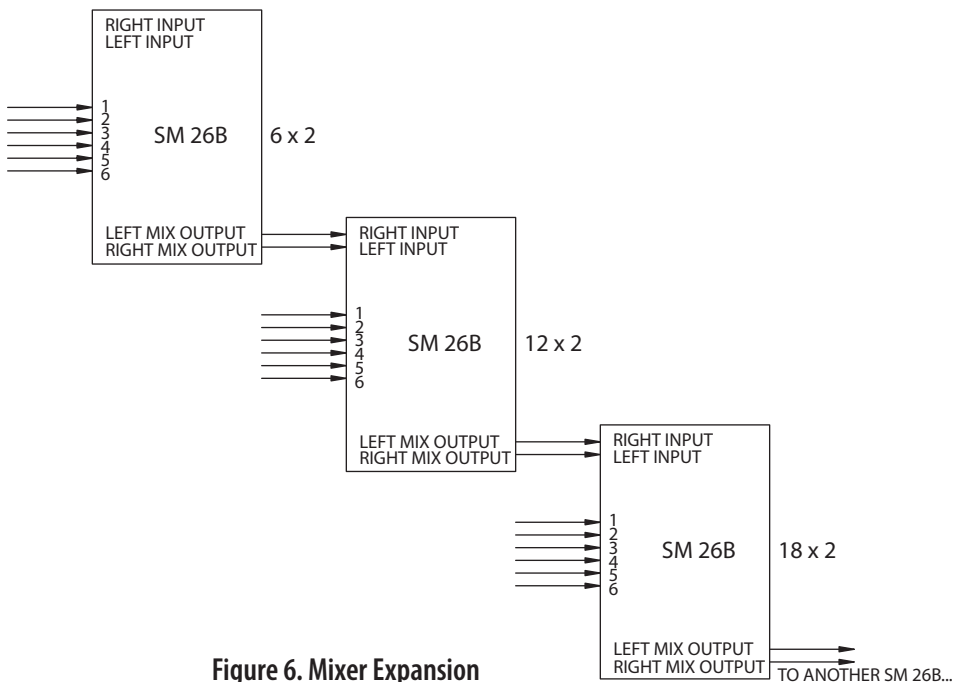 RIGHT INPUT
LEFT INPUT
1
2
3
4
5
6
SM 26B
6 x 2
LEFT MIX OUTPUT
RIGHT MIX OUTPUT
RIGHT INPUT
LEFT INPUT
1
2
3
4
5
6
SM 26B
12 x 2
LEFT MIX OUTPUT
RIGHT MIX OUTPUT
RIGHT INPUT
LEFT INPUT
1
2
3
4
5
6
SM 26B
18 x 2
LEFT MIX OUTPUT
RIGHT MIX OUTPUT
TO ANOTHER SM 26B...
Figure 6. Mixer Expansion